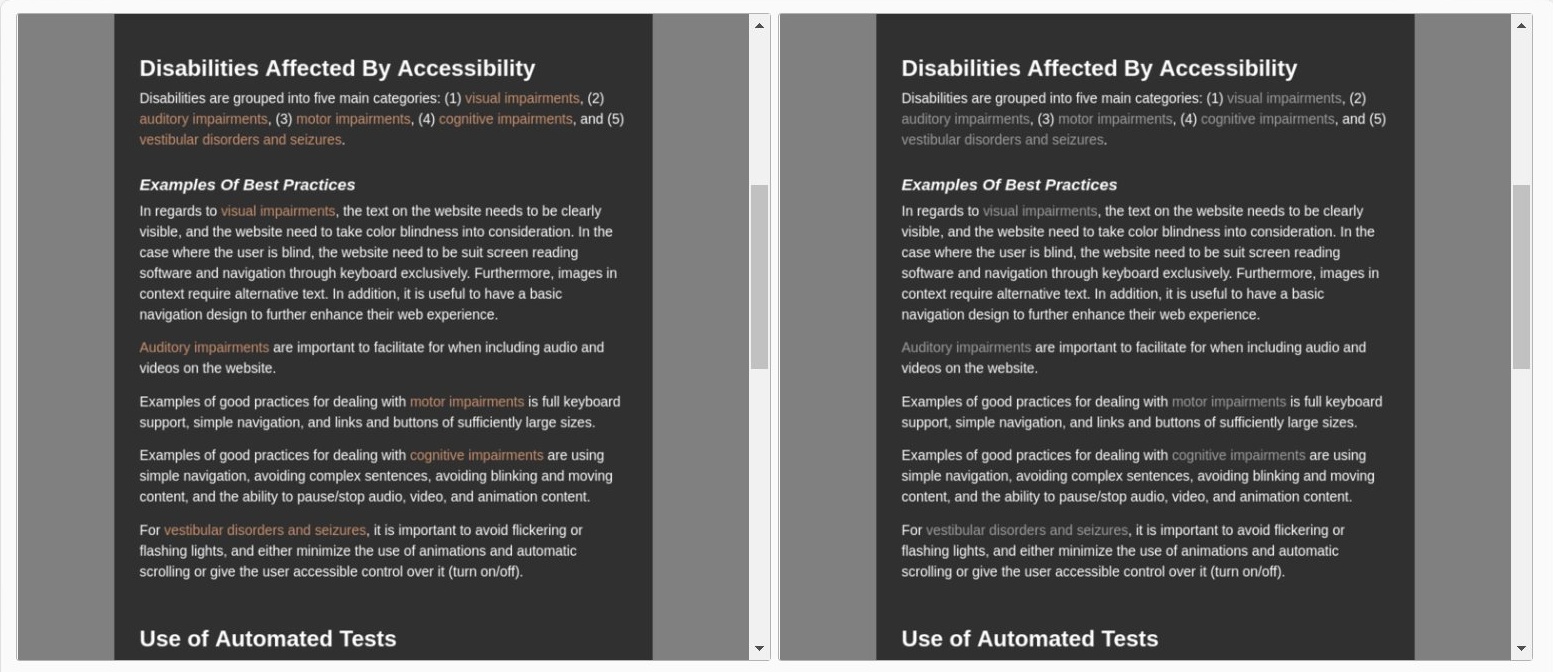 Disabilities Affected By Accessibility
Disabilities are grouped into five main categories: (1) visual impairments, (2)
auditory impairments, (3) motor impairments, (4) cognitive impairments, and (5)
vestibular disorders and seizures.
Examples Of Best Practices
In regards to visual impairments, the text on the website needs to be clearly
visible, and the website need to take color blindness into consideration. In the
case where the user is blind, the website need to be suit screen reading
software and navigation through keyboard exclusively. Furthermore, images in
context require alternative text. In addition, it is useful to have a basic
navigation design to further enhance their web experience.
Auditory impairments are important to facilitate for when including audio and
videos on the website.
Examples of good practices for dealing with motor impairments is full keyboard
support, simple navigation, and links and buttons of sufficiently large sizes.
Examples of good practices for dealing with cognitive impairments are using
simple navigation, avoiding complex sentences, avoiding blinking and moving
content, and the ability to pause/stop audio, video, and animation content.
For vestibular disorders and seizures, it is important to avoid flickering or
flashing lights, and either minimize the use of animations and automatic
scrolling or give the user accessible control over it (turn on/off).
Use of Automated Tests
Disabilities Affected By Accessibility
Disabilities are grouped into five main categories: (1) visual impairments, (2)
auditory impairments, (3) motor impairments, (4) cognitive impairments, and (5)
vestibular disorders and seizures.
Examples Of Best Practices
In regards to visual impairments, the text on the website needs to be clearly
visible, and the website need to take color blindness into consideration. In the
case where the user is blind, the website need to be suit screen reading
software and navigation through keyboard exclusively. Furthermore, images in
context require alternative text. In addition, it is useful to have a basic
navigation design to further enhance their web experience.
Auditory impairments are important to facilitate for when including audio and
videos on the website.
Examples of good practices for dealing with motor impairments is full keyboard
support, simple navigation, and links and buttons of sufficiently large sizes.
Examples of good practices for dealing with cognitive impairments are using
simple navigation, avoiding complex sentences, avoiding blinking and moving
content, and the ability to pause/stop audio, video, and animation content.
For vestibular disorders and seizures, it is important to avoid flickering or
flashing lights, and either minimize the use of animations and automatic
scrolling or give the user accessible control over it (turn on/off).
Use of Automated Tests